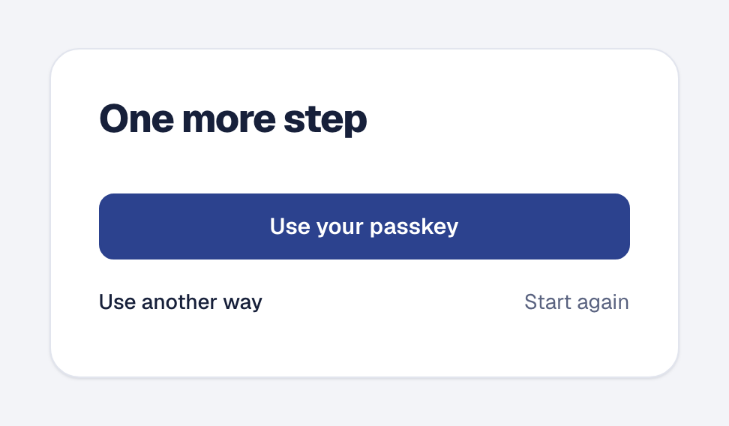 One more step
Use your passkey
Use another way
Start again